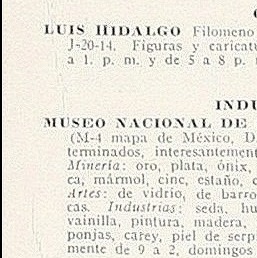 LUIS HIDALGO Filomeno
J-20-14. Figuras y caricatu
a 1. p. m. y de 5 a 8 p.
INDU
MUSEO NACIONAL DE
(M-4 mapa de México, D.
terminados, interesantement
Minería: oro, plata, ónix,
ca, mármol, cinc, estaño, c
Artes: de vidrio, de barro
cas. Industrias: seda, hu
vainilla, pintura, madera,
ponjas, carey, piel de serp
mente de 9 a 2, domingos